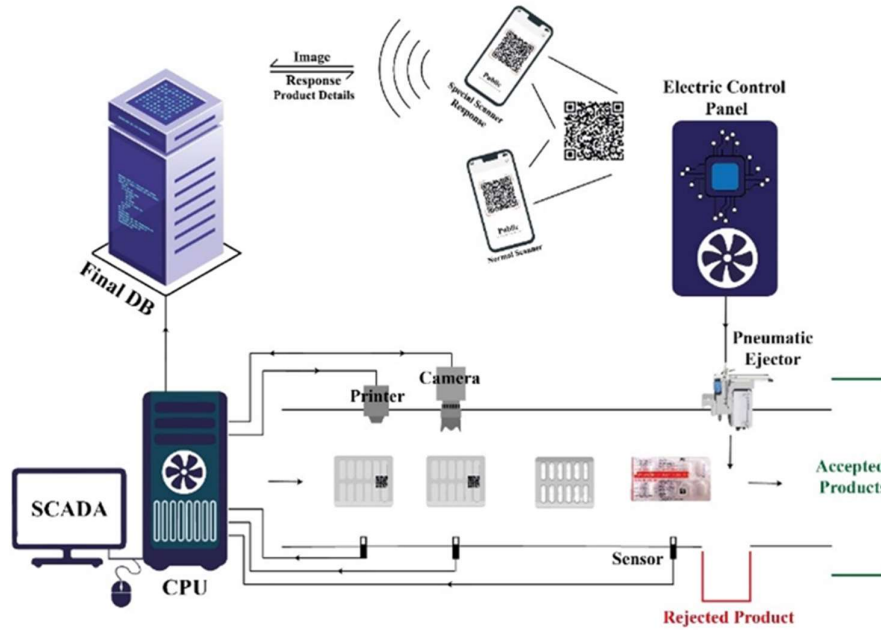 Image
Response
Product Details
Special Scanner
Response
Public
Public
Normal Scanner
Electric Control
Panel
Final DB
Pneumatic
Ejector
Camera
Printer
Accepted
Products
SCADA
CPU
Sensor
Rejected Product